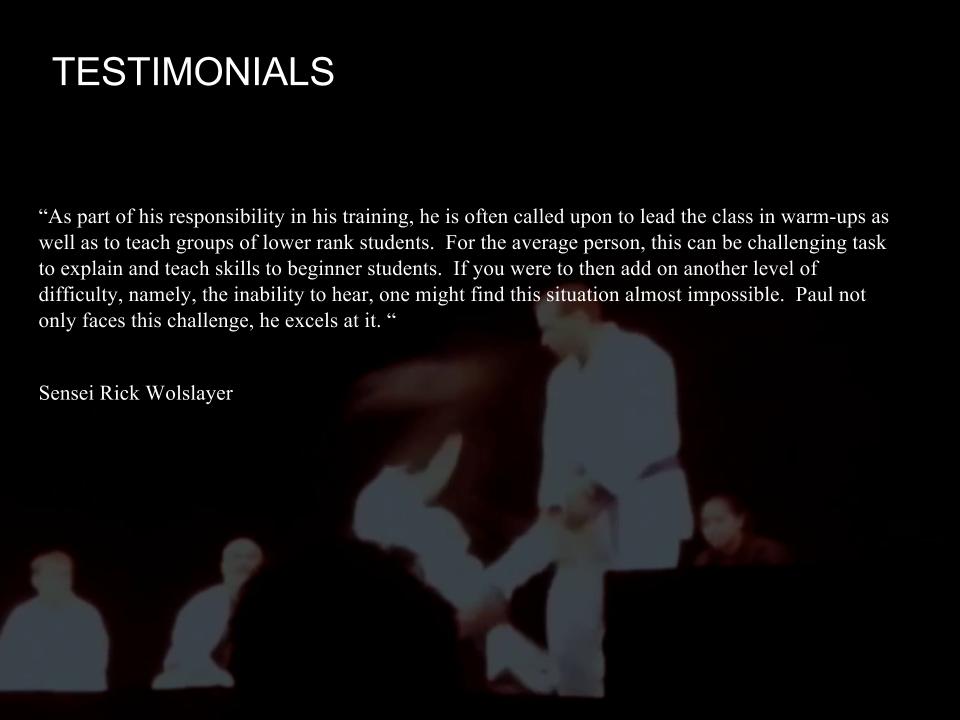 TESTIMONIALS
“As part of his responsibility in his training, he is often called upon to lead the class in warm-ups as
well as to teach groups of lower rank students.  For the average person, this can be challenging task
to explain and teach skills to beginner students.  If you were to then add on another level of
difficulty, namely, the inability to hear, one might find this situation almost impossible.  Paul not
only faces this challenge, he excels at it. “
Sensei Rick Wolslayer